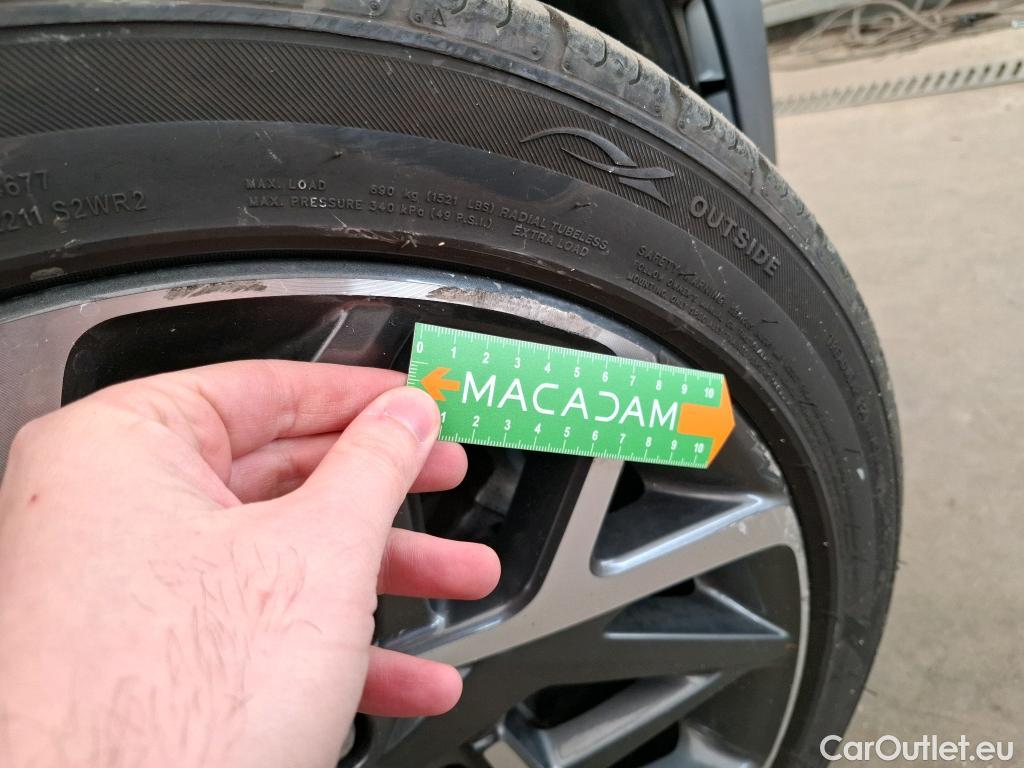 677
211 S2WR2
MAX. LOAD 690 kg (1521 LBS) RADIAL TUBELESS
MAX. PRESSURE 340 kPa (49 P.S.I.) EXTRA LOAD
OUTSIDE
SAFETY WARNING
0 1 2 3 4 5 6 7 8 9 10
MACADAM
1 2 3 4 5 6 7 8 9 10
CarOutlet.eu